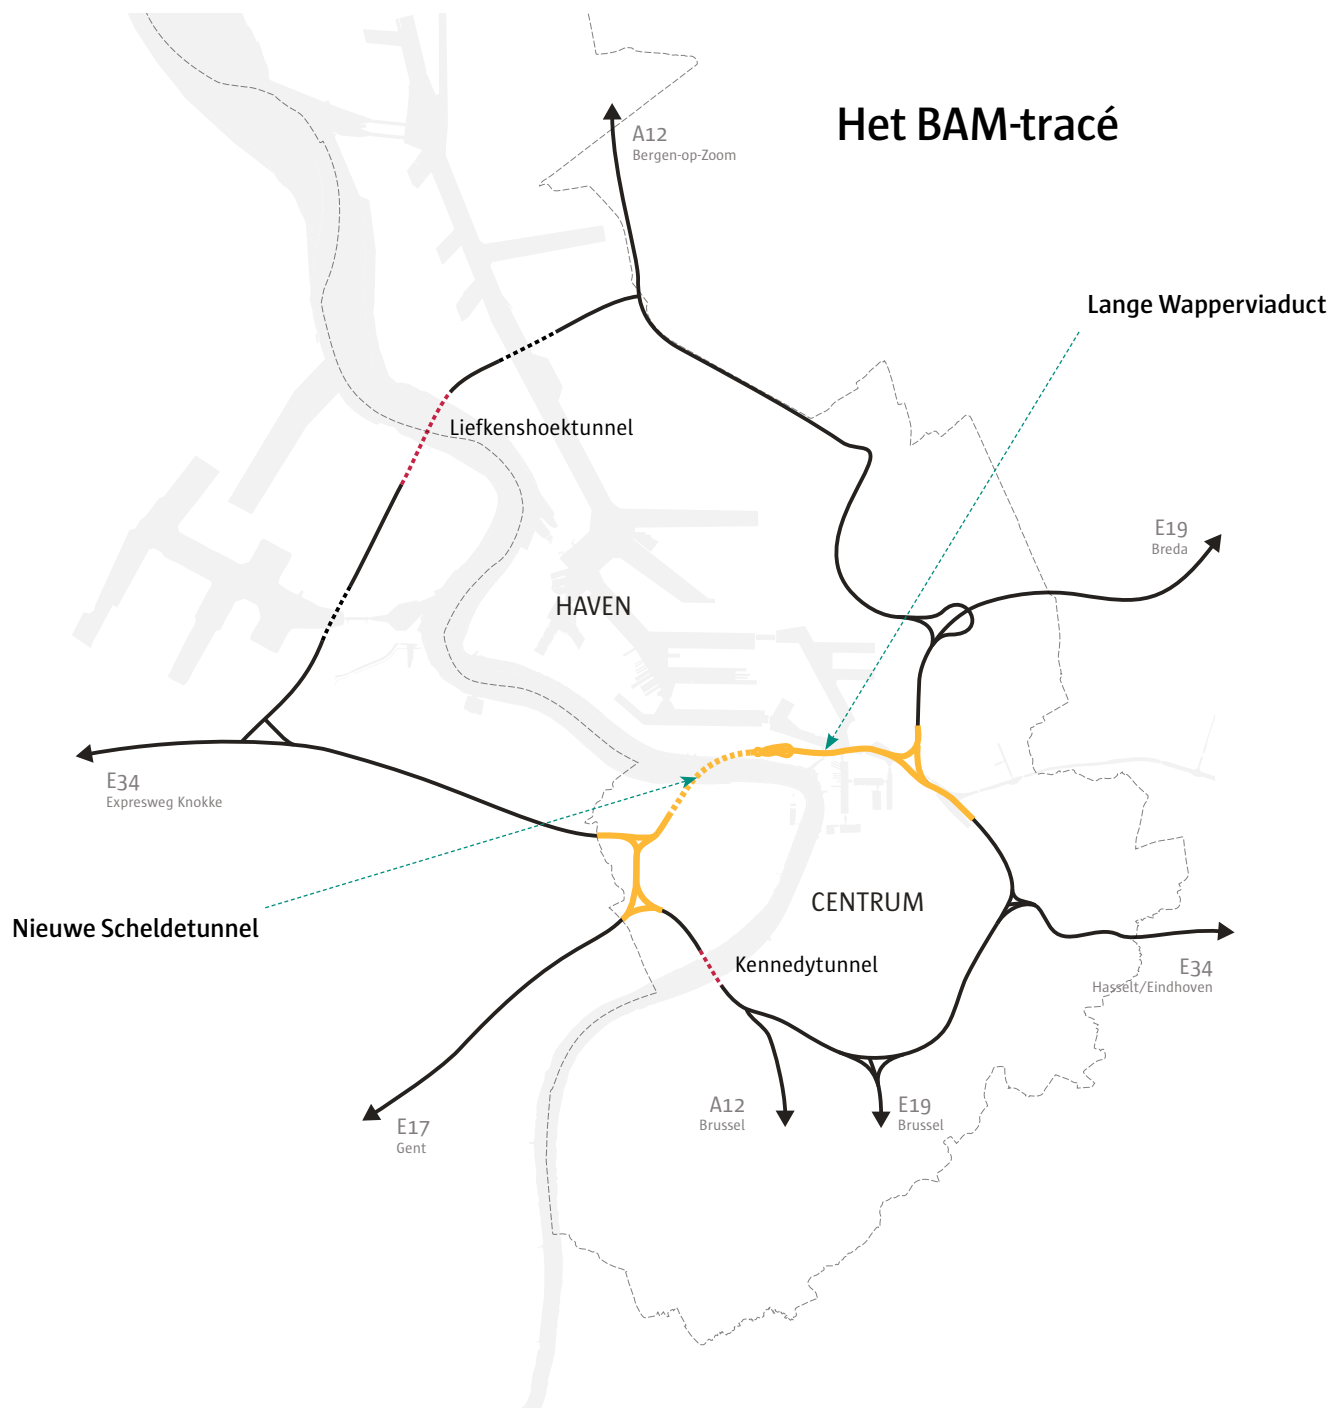 Het BAM-tracé
A12
Bergen-op-Zoom
Lange Wapperviaduct
Liefkenshoektunnel
E19
Breda
HAVEN
E34
Expresweg Knokke
CENTRUM
Nieuwe Scheldetunnel
Kennedytunnel
E34
Hasselt/Eindhoven
A12
Brussel
E19
Brussel
E17
Gent